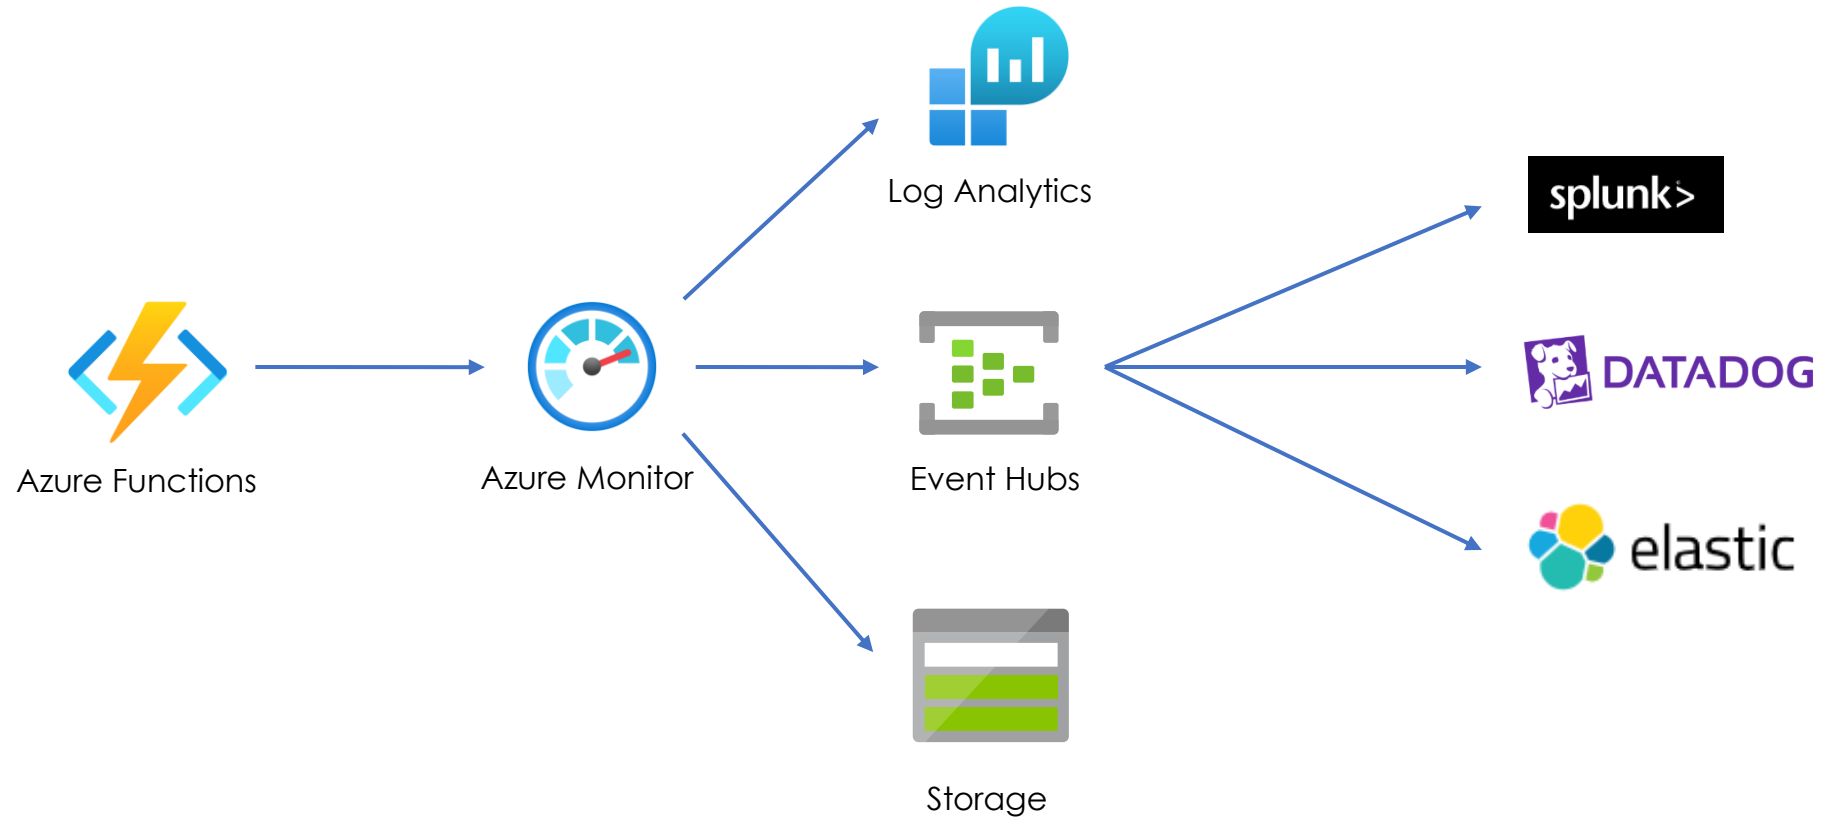 Log Analytics
splunk>
Azure Functions
Azure Monitor
Event Hubs
DATADOG
elastic
Storage